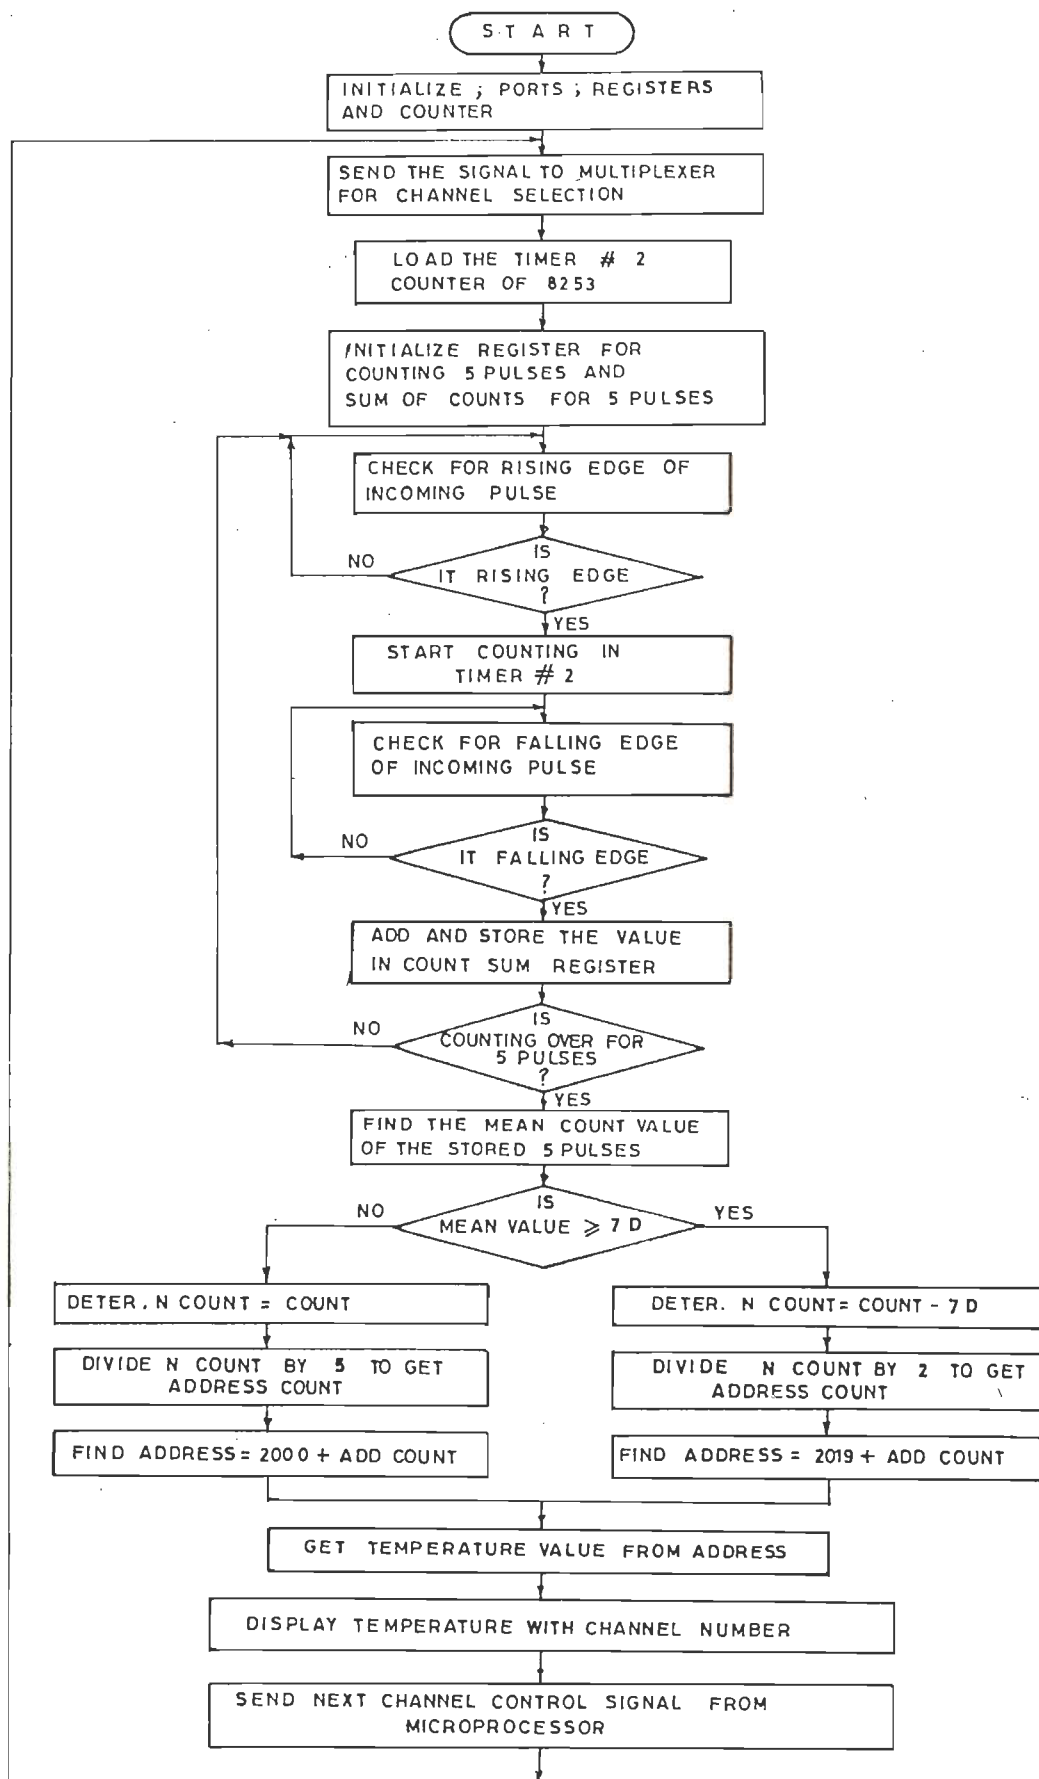 START
INITIALIZE ; PORTS ; REGISTERS
AND COUNTER
SEND THE SIGNAL TO MULTIPLEXER
FOR CHANNEL SELECTION
LOAD THE TIMER # 2
COUNTER OF 8253
INITIALIZE REGISTER FOR
COUNTING 5 PULSES AND
SUM OF COUNTS FOR 5 PULSES
CHECK FOR RISING EDGE OF
INCOMING PULSE
IS
IT RISING EDGE
?
NO
YES
START COUNTING IN
TIMER # 2
CHECK FOR FALLING EDGE
OF INCOMING PULSE
IS
IT FALLING EDGE
?
NO
YES
ADD AND STORE THE VALUE
IN COUNT SUM REGISTER
IS
COUNTING OVER FOR
5 PULSES
?
NO
YES
FIND THE MEAN COUNT VALUE
OF THE STORED 5 PULSES
IS
MEAN VALUE ⩾ 7 D
NO
YES
DETER. N COUNT = COUNT
DIVIDE N COUNT BY 5 TO GET
ADDRESS COUNT
FIND ADDRESS = 2000 + ADD COUNT
DETER. N COUNT = COUNT - 7 D
DIVIDE N COUNT BY 2 TO GET
ADDRESS COUNT
FIND ADDRESS = 2019 + ADD COUNT
GET TEMPERATURE VALUE FROM ADDRESS
DISPLAY TEMPERATURE WITH CHANNEL NUMBER
SEND NEXT CHANNEL CONTROL SIGNAL FROM
MICROPROCESSOR